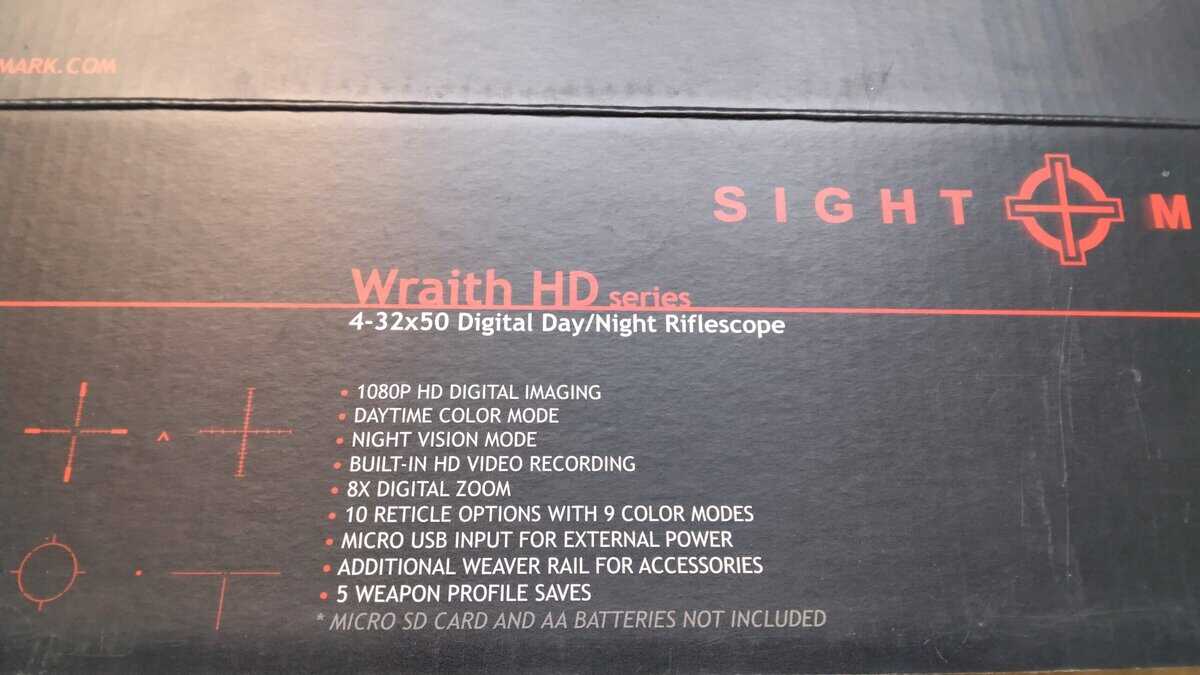 MARK.COM
SIGHT M
Wraith HD series
4-32x50 Digital Day/Night Riflescope
• 1080P HD DIGITAL IMAGING
• DAYTIME COLOR MODE
• NIGHT VISION MODE
• BUILT-IN HD VIDEO RECORDING
• 8X DIGITAL ZOOM
• 10 RETICLE OPTIONS WITH 9 COLOR MODES
• MICRO USB INPUT FOR EXTERNAL POWER
• ADDITIONAL WEAVER RAIL FOR ACCESSORIES
• 5 WEAPON PROFILE SAVES
* MICRO SD CARD AND AA BATTERIES NOT INCLUDED